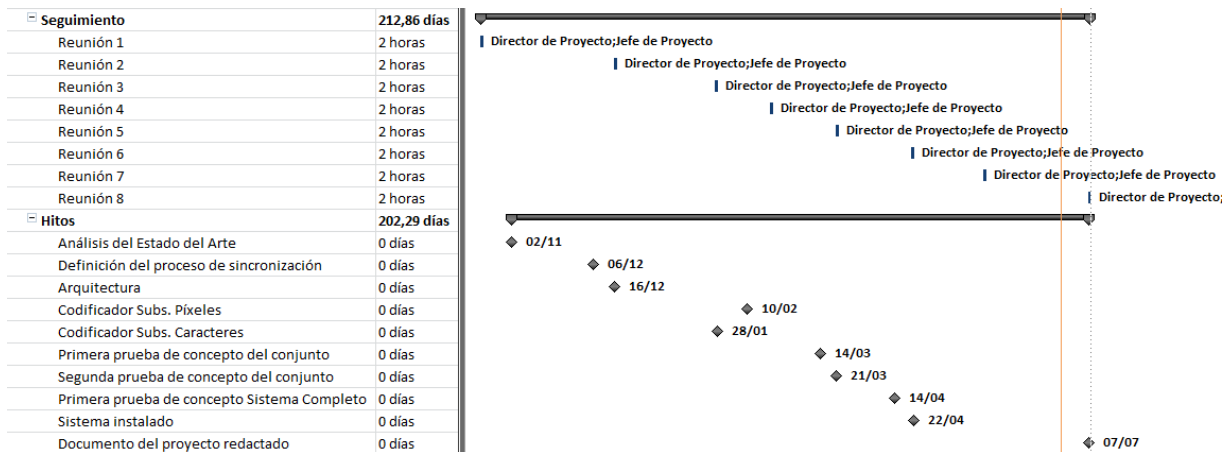 Seguimiento 212,86 días
Reunión 1 2 horas Director de Proyecto;Jefe de Proyecto
Reunión 2 2 horas Director de Proyecto;Jefe de Proyecto
Reunión 3 2 horas Director de Proyecto;Jefe de Proyecto
Reunión 4 2 horas Director de Proyecto;Jefe de Proyecto
Reunión 5 2 horas Director de Proyecto;Jefe de Proyecto
Reunión 6 2 horas Director de Proyecto;Jefe de Proyecto
Reunión 7 2 horas Director de Proyecto;Jefe de Proyecto
Reunión 8 2 horas Director de Proyecto;
Hitos 202,29 días
Análisis del Estado del Arte 0 días 02/11
Definición del proceso de sincronización 0 días 06/12
Arquitectura 0 días 16/12
Codificador Subs. Píxeles 0 días 10/02
Codificador Subs. Caracteres 0 días 28/01
Primera prueba de concepto del conjunto 0 días 14/03
Segunda prueba de concepto del conjunto 0 días 21/03
Primera prueba de concepto Sistema Completo 0 días 14/04
Sistema instalado 0 días 22/04
Documento del proyecto redactado 0 días 07/07